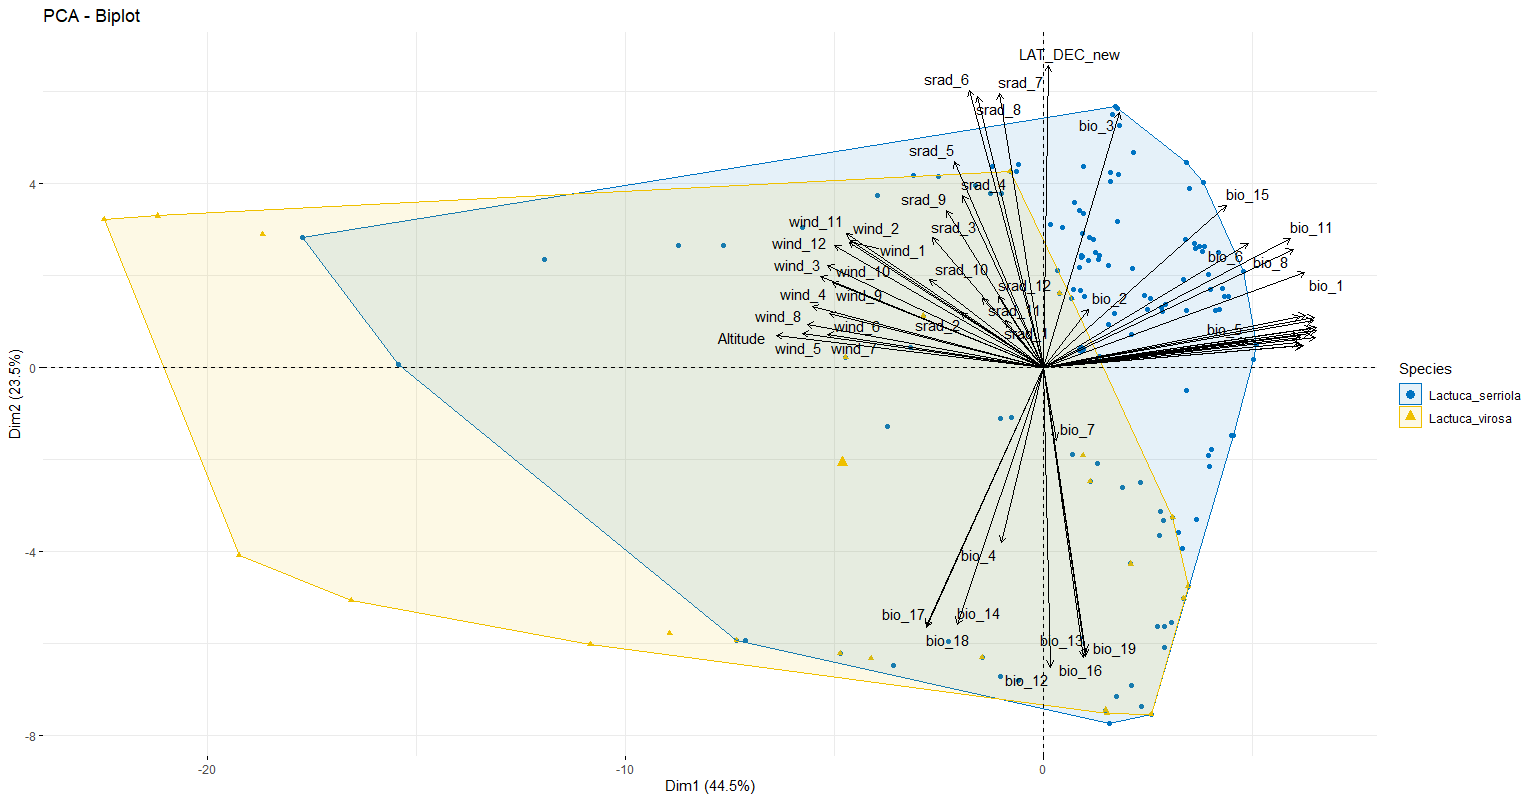 PCA - Biplot
LAT_DEC_new
srad_6
srad_7
srad_8
bio_3
srad_5
srad_4
srad_9
bio_15
wind_11
wind_2
srad_3
bio_11
wind_12
wind_1
bio_6
bio_8
wind_3
wind_10
srad_10
srad_12
bio_1
wind_4
wind_9
bio_2
srad_11
wind_8
wind_6
srad_2
srad_1
bio_5
Altitude
wind_5
wind_7
bio_7
bio_4
bio_17
bio_14
bio_18
bio_13
bio_19
bio_12
bio_16
4
0
-4
-8
Dim2 (23.5%)
-20
-10
0
Dim1 (44.5%)
Species
Lactuca_serriola
Lactuca_virosa